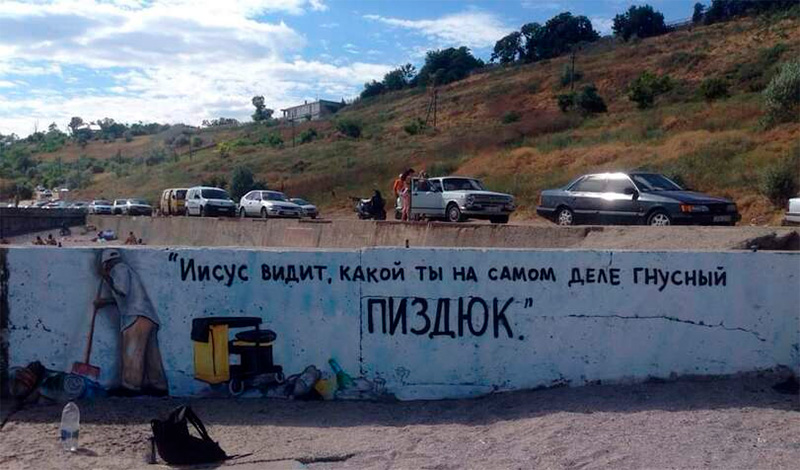 "Иисус видит, какой ты на самом деле гнусный
ПИЗДЮК."